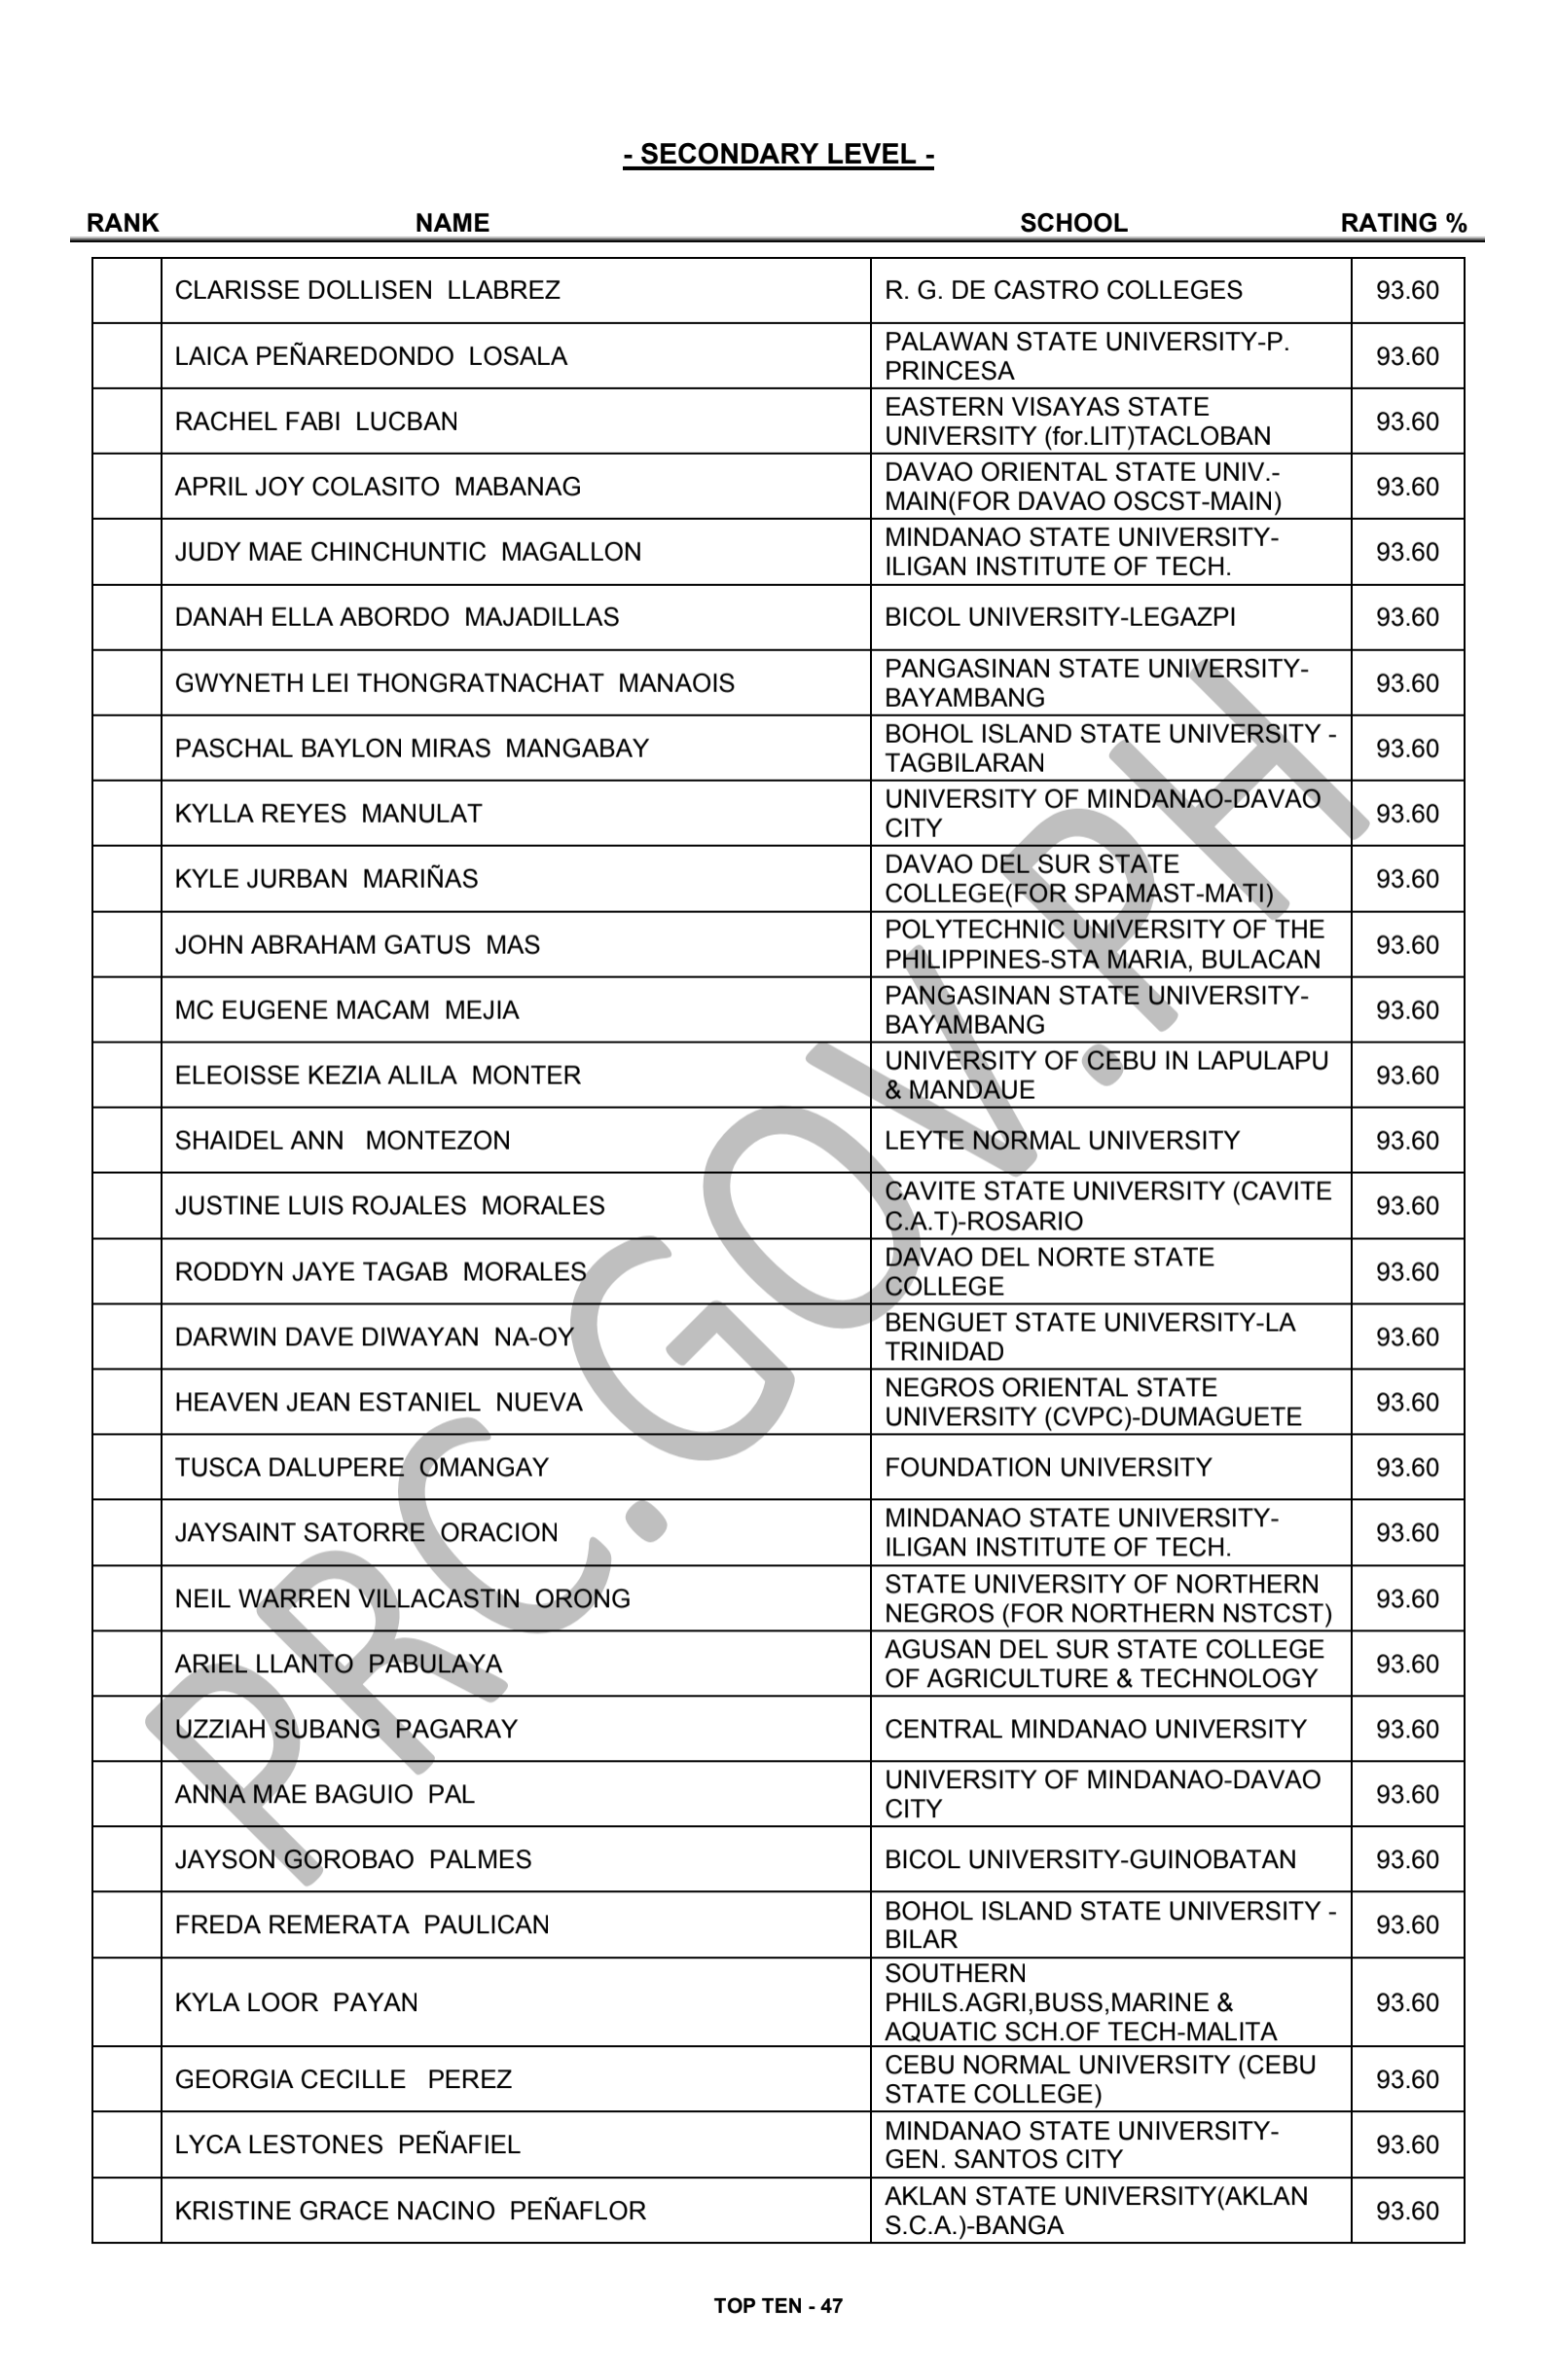 - SECONDARY LEVEL -
RANK NAME SCHOOL RATING %
CLARISSE DOLLISEN  LLABREZ R. G. DE CASTRO COLLEGES 93.60
LAICA PEÑAREDONDO  LOSALA PALAWAN STATE UNIVERSITY-P.
PRINCESA 93.60
RACHEL FABI  LUCBAN EASTERN VISAYAS STATE
UNIVERSITY (for.LIT)TACLOBAN 93.60
APRIL JOY COLASITO  MABANAG DAVAO ORIENTAL STATE UNIV.-
MAIN(FOR DAVAO OSCST-MAIN) 93.60
JUDY MAE CHINCHUNTIC  MAGALLON MINDANAO STATE UNIVERSITY-
ILIGAN INSTITUTE OF TECH. 93.60
DANAH ELLA ABORDO  MAJADILLAS BICOL UNIVERSITY-LEGAZPI 93.60
GWYNETH LEI THONGRATNACHAT  MANAOIS PANGASINAN STATE UNIVERSITY-
BAYAMBANG 93.60
PASCHAL BAYLON MIRAS  MANGABAY BOHOL ISLAND STATE UNIVERSITY -
TAGBILARAN 93.60
KYLLA REYES  MANULAT UNIVERSITY OF MINDANAO-DAVAO
CITY 93.60
KYLE JURBAN  MARIÑAS DAVAO DEL SUR STATE
COLLEGE(FOR SPAMAST-MATI) 93.60
JOHN ABRAHAM GATUS  MAS POLYTECHNIC UNIVERSITY OF THE
PHILIPPINES-STA MARIA, BULACAN 93.60
MC EUGENE MACAM  MEJIA PANGASINAN STATE UNIVERSITY-
BAYAMBANG 93.60
ELEOISSE KEZIA ALILA  MONTER UNIVERSITY OF CEBU IN LAPULAPU
& MANDAUE 93.60
SHAIDEL ANN   MONTEZON LEYTE NORMAL UNIVERSITY 93.60
JUSTINE LUIS ROJALES  MORALES CAVITE STATE UNIVERSITY (CAVITE
C.A.T)-ROSARIO 93.60
RODDYN JAYE TAGAB  MORALES DAVAO DEL NORTE STATE
COLLEGE 93.60
DARWIN DAVE DIWAYAN  NA-OY BENGUET STATE UNIVERSITY-LA
TRINIDAD 93.60
HEAVEN JEAN ESTANIEL  NUEVA NEGROS ORIENTAL STATE
UNIVERSITY (CVPC)-DUMAGUETE 93.60
TUSCA DALUPERE  OMANGAY FOUNDATION UNIVERSITY 93.60
JAYSAINT SATORRE  ORACION MINDANAO STATE UNIVERSITY-
ILIGAN INSTITUTE OF TECH. 93.60
NEIL WARREN VILLACASTIN  ORONG STATE UNIVERSITY OF NORTHERN
NEGROS (FOR NORTHERN NSTCST) 93.60
ARIEL LLANTO  PABULAYA AGUSAN DEL SUR STATE COLLEGE
OF AGRICULTURE & TECHNOLOGY 93.60
UZZIAH SUBANG  PAGARAY CENTRAL MINDANAO UNIVERSITY 93.60
ANNA MAE BAGUIO  PAL UNIVERSITY OF MINDANAO-DAVAO
CITY 93.60
JAYSON GOROBAO  PALMES BICOL UNIVERSITY-GUINOBATAN 93.60
FREDA REMERATA  PAULICAN BOHOL ISLAND STATE UNIVERSITY -
BILAR 93.60
KYLA LOOR  PAYAN SOUTHERN
PHILS.AGRI,BUSS,MARINE &
AQUATIC SCH.OF TECH-MALITA 93.60
GEORGIA CECILLE   PEREZ CEBU NORMAL UNIVERSITY (CEBU
STATE COLLEGE) 93.60
LYCA LESTONES  PEÑAFIEL MINDANAO STATE UNIVERSITY-
GEN. SANTOS CITY 93.60
KRISTINE GRACE NACINO  PEÑAFLOR AKLAN STATE UNIVERSITY(AKLAN
S.C.A.)-BANGA 93.60
PRC.GOV.PH
TOP TEN - 47